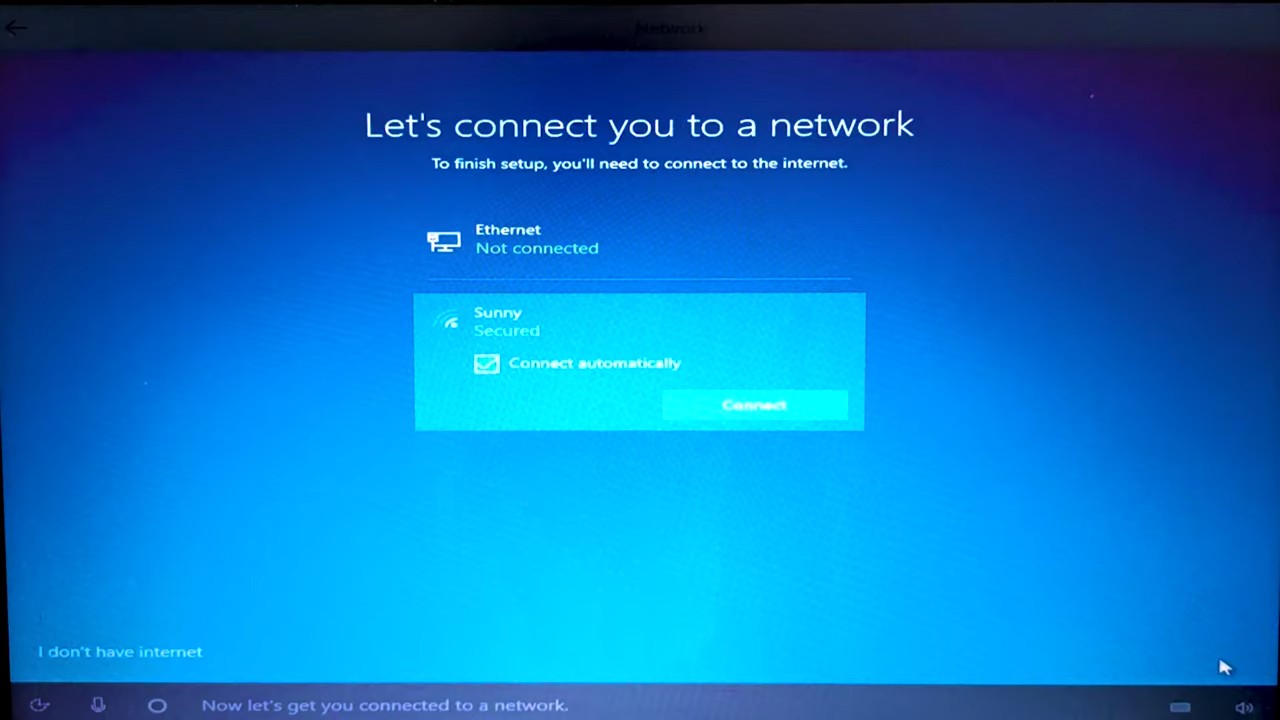 Network
Let's connect you to a network
To finish setup, you'll need to connect to the internet.
Ethernet
Not connected
Sunny
Secured
Connect automatically
Connect
I don't have internet
Now let's get you connected to a network.